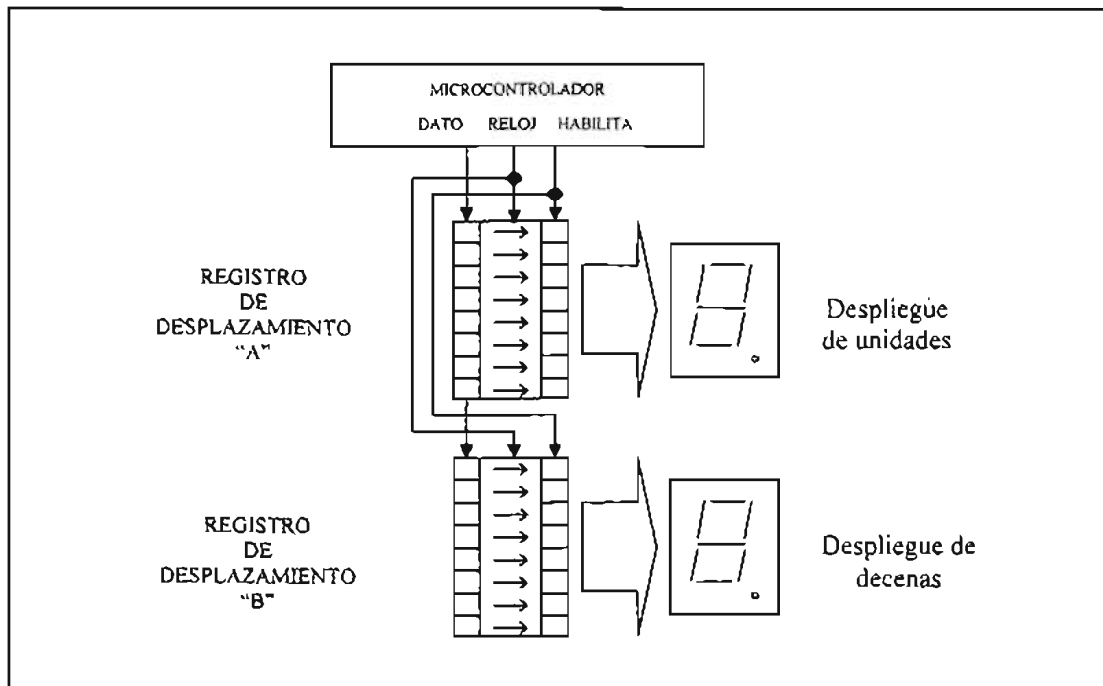 MICROCONTROLADOR
DATO RELOJ HABILITA
REGISTRO
DE
DESPLAZAMIENTO
"A"
Despliegue
de unidades
REGISTRO
DE
DESPLAZAMIENTO
"B"
Despliegue de
decenas